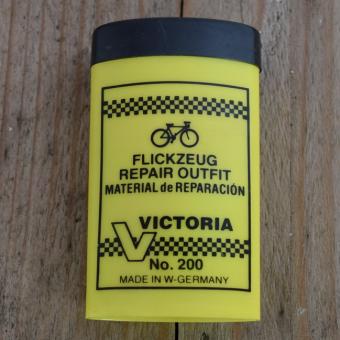 FLICKZEUG
REPAIR OUTFIT
MATERIAL de REPARACIÓN
V VICTORIA
No. 200
MADE IN W-GERMANY